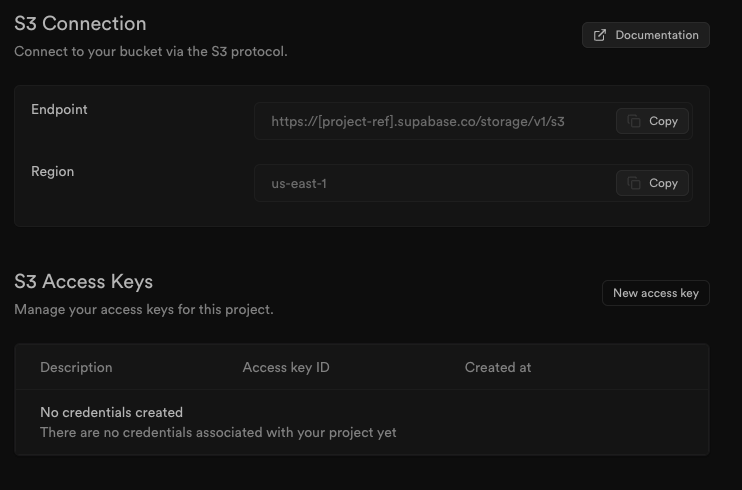 S3 Connection
Documentation
Connect to your bucket via the S3 protocol.
Endpoint
https://[project-ref].supabase.co/storage/v1/s3
Copy
Region
us-east-1
Copy
S3 Access Keys
New access key
Manage your access keys for this project.
Description Access key ID Created at
No credentials created
There are no credentials associated with your project yet